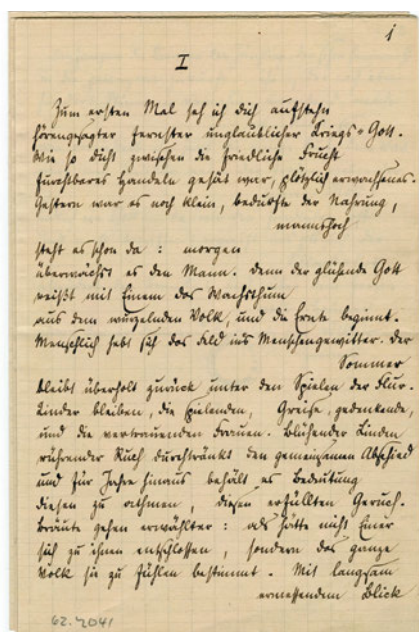 1
I
Zum ersten Mal seh ich dich aufstehn
hörengesagter fernster unglaublicher Kriegs-Gott.
Wie so dicht zwischen die friedliche Frucht
furchtbares Handeln gesät war, plötzlich erwachsenes.
Gestern war es noch klein, bedurfte der Nahrung,
mannshoch
steht es schon da : morgen
überwächst es den Mann. Denn der glühende Gott
reißt mit Einem das Wachsthum
aus dem wurzelnden Volk, und die Ernte beginnt.
Menschlich hebt sich das Feld ins Menschengewitter. Der
Sommer
bleibt überholt zurück unter den Spielen der Flur.
Kinder bleiben, die spielenden, Greise, gedenkende,
und die vertrauenden Frauen. Blühender Linden
rührender Ruch durchtränkt den gemeinsamen Abschied
und für Jahre hinaus behält es Bedeutung
diesen zu athmen, diesen erfüllten Geruch.
Bräute gehen erwählter : als hätte nicht Einer
sich zu ihnen entschlossen, sondern das ganze
Volk sie zu fühlen bestimmt. Mit langsam
ermessendem Blick
62.2041